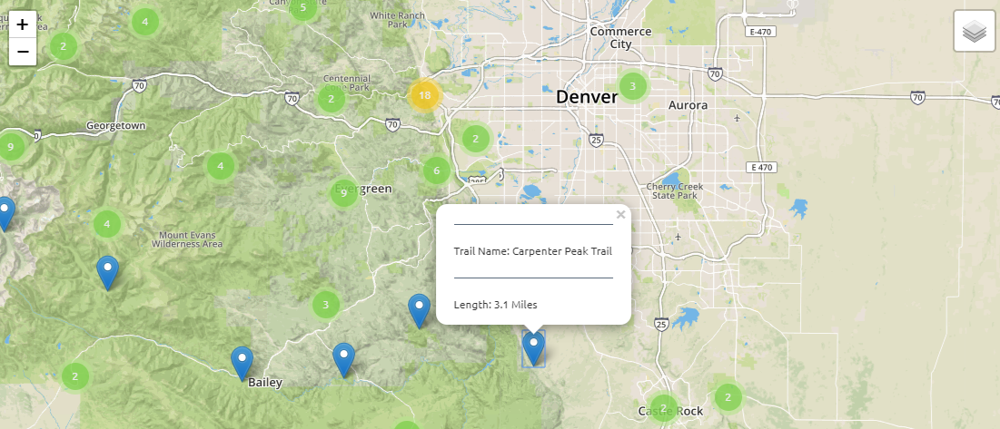 +
−
4
5
White Ranch
Park
2
Commerce
City
E-470
70
70
Centennial
Cone Park
2
18
Denver
3
Aurora
70
70
Georgetown
70
25
2
9
4
6
E 470
Evergreen
9
Cherry Creek
State Park
4
Mount Evans
Wilderness Area
×
Trail Name: Carpenter Peak Trail
Length: 3.1 Miles
3
25
2
Bailey
2
Castle Rock
2